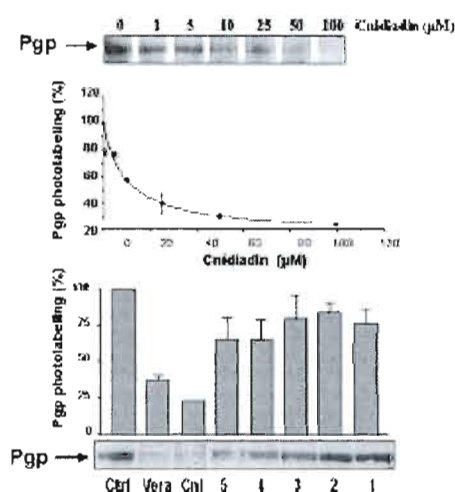 0 1 5 10 25 50 100 Cnidiadin (µM)
Pgp
Pgp photolabeling (%)
120
100
80
60
40
20
0 20 40 60 80 100 120
Cnidiadin (µM)
Pgp photolabeling (%)
100
75
50
25
0
Pgp
Ctrl Vera Cni 5 4 3 2 1